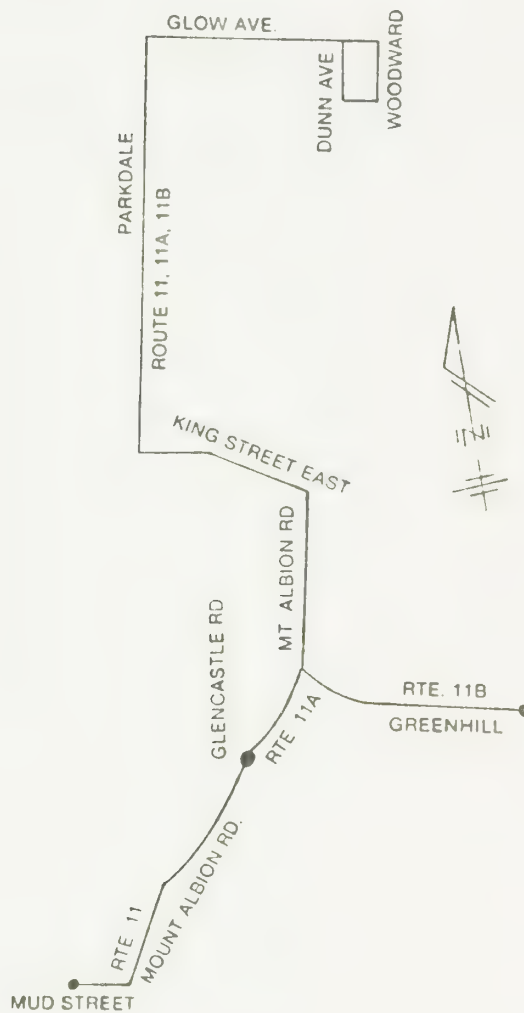 GLOW AVE.
DUNN AVE
WOODWARD
PARKDALE
ROUTE 11, 11A, 11B
KING STREET EAST
MT ALBION RD
GLENCASTLE RD
RTE 11A
RTE. 11B
GREENHILL
MOUNT ALBION RD.
RTE 11
MUD STREET